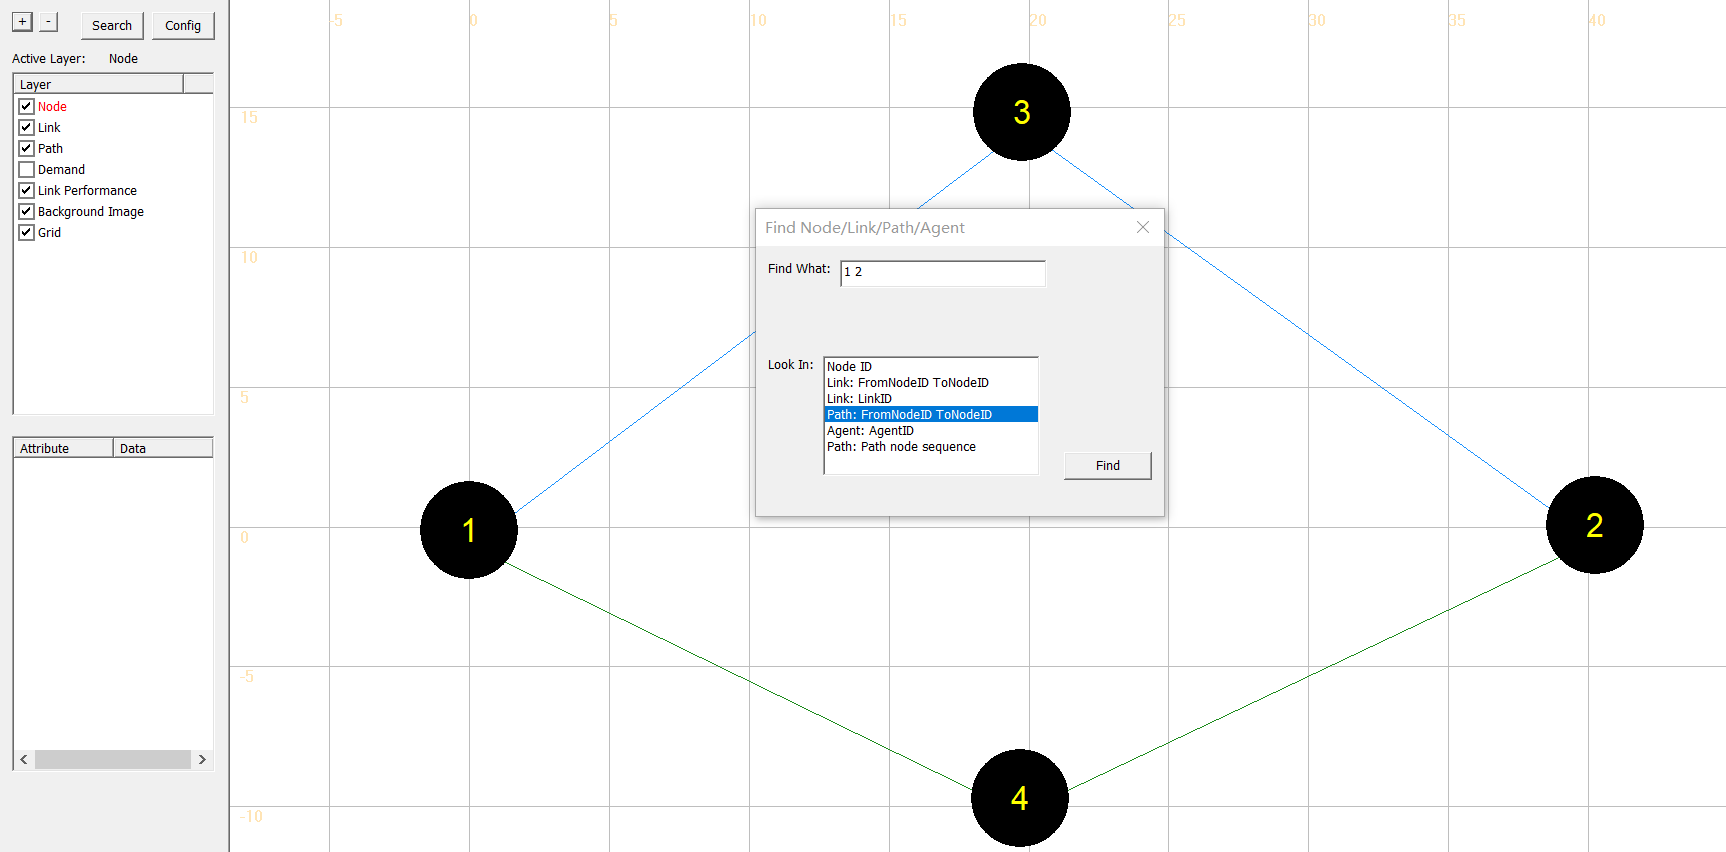 + - Search Config
Active Layer: Node
Layer
Node
Link
Path
Demand
Link Performance
Background Image
Grid
Attribute Data
-5 0 5 10 15 20 25 30 35 40
15
10
5
0
-5
-10
3
1
2
4
Find Node/Link/Path/Agent
Find What: 1 2
Look In:
Node ID
Link: FromNodeID ToNodeID
Link: LinkID
Path: FromNodeID ToNodeID
Agent: AgentID
Path: Path node sequence
Find